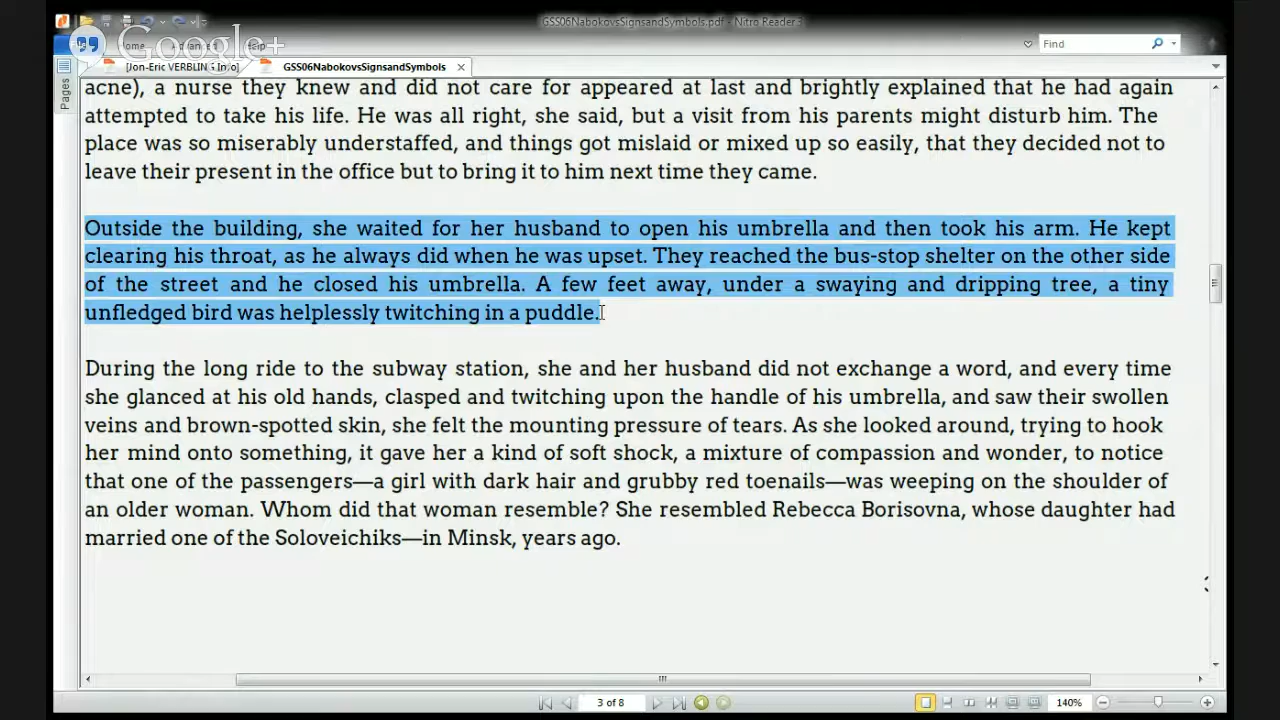 GSS06NabokovsSignsandSymbols.pdf - Nitro Reader 3
Google+
Find
[Jon-Eric VERBLIN - Info]
GSS06NabokovsSignsandSymbols
Pages
acne), a nurse they knew and did not care for appeared at last and brightly explained that he had again
attempted to take his life. He was all right, she said, but a visit from his parents might disturb him. The
place was so miserably understaffed, and things got mislaid or mixed up so easily, that they decided not to
leave their present in the office but to bring it to him next time they came.
Outside the building, she waited for her husband to open his umbrella and then took his arm. He kept
clearing his throat, as he always did when he was upset. They reached the bus-stop shelter on the other side
of the street and he closed his umbrella. A few feet away, under a swaying and dripping tree, a tiny
unfledged bird was helplessly twitching in a puddle.
During the long ride to the subway station, she and her husband did not exchange a word, and every time
she glanced at his old hands, clasped and twitching upon the handle of his umbrella, and saw their swollen
veins and brown-spotted skin, she felt the mounting pressure of tears. As she looked around, trying to hook
her mind onto something, it gave her a kind of soft shock, a mixture of compassion and wonder, to notice
that one of the passengers—a girl with dark hair and grubby red toenails—was weeping on the shoulder of
an older woman. Whom did that woman resemble? She resembled Rebecca Borisovna, whose daughter had
married one of the Soloveichiks—in Minsk, years ago.
3 of 8
140%